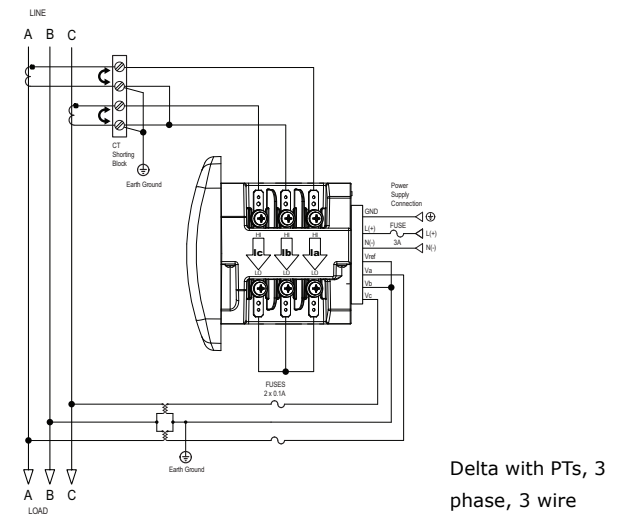 LINE
A B C
CT
Shorting
Block
Earth Ground
Power
Supply
Connection
GND
L(+)
FUSE
L(+)
N(-)
3A
N(-)
Vref
Va
Vb
Vc
HI HI HI
Ic Ib Ia
LO LO LO
FUSES
2 x 0.1A
Earth Ground
A B C
LOAD
Delta with PTs, 3
phase, 3 wire